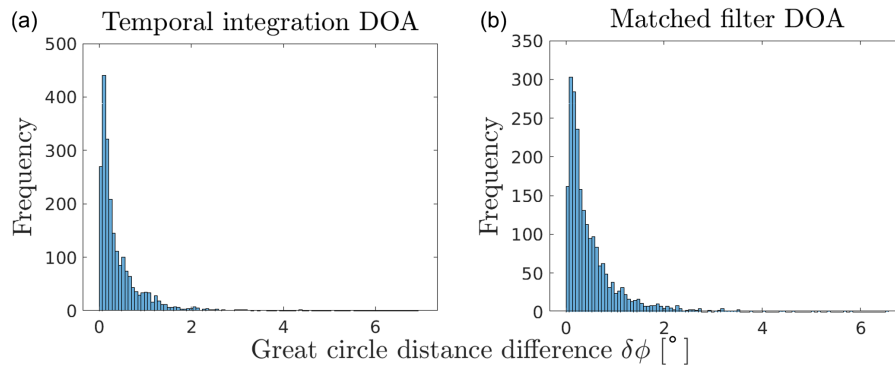 (a) Temporal integration DOA
500
400
300
200
100
0
Frequency
0 2 4 6
(b) Matched filter DOA
350
300
250
200
150
100
50
0
Frequency
0 2 4 6
Great circle distance difference δϕ [°]